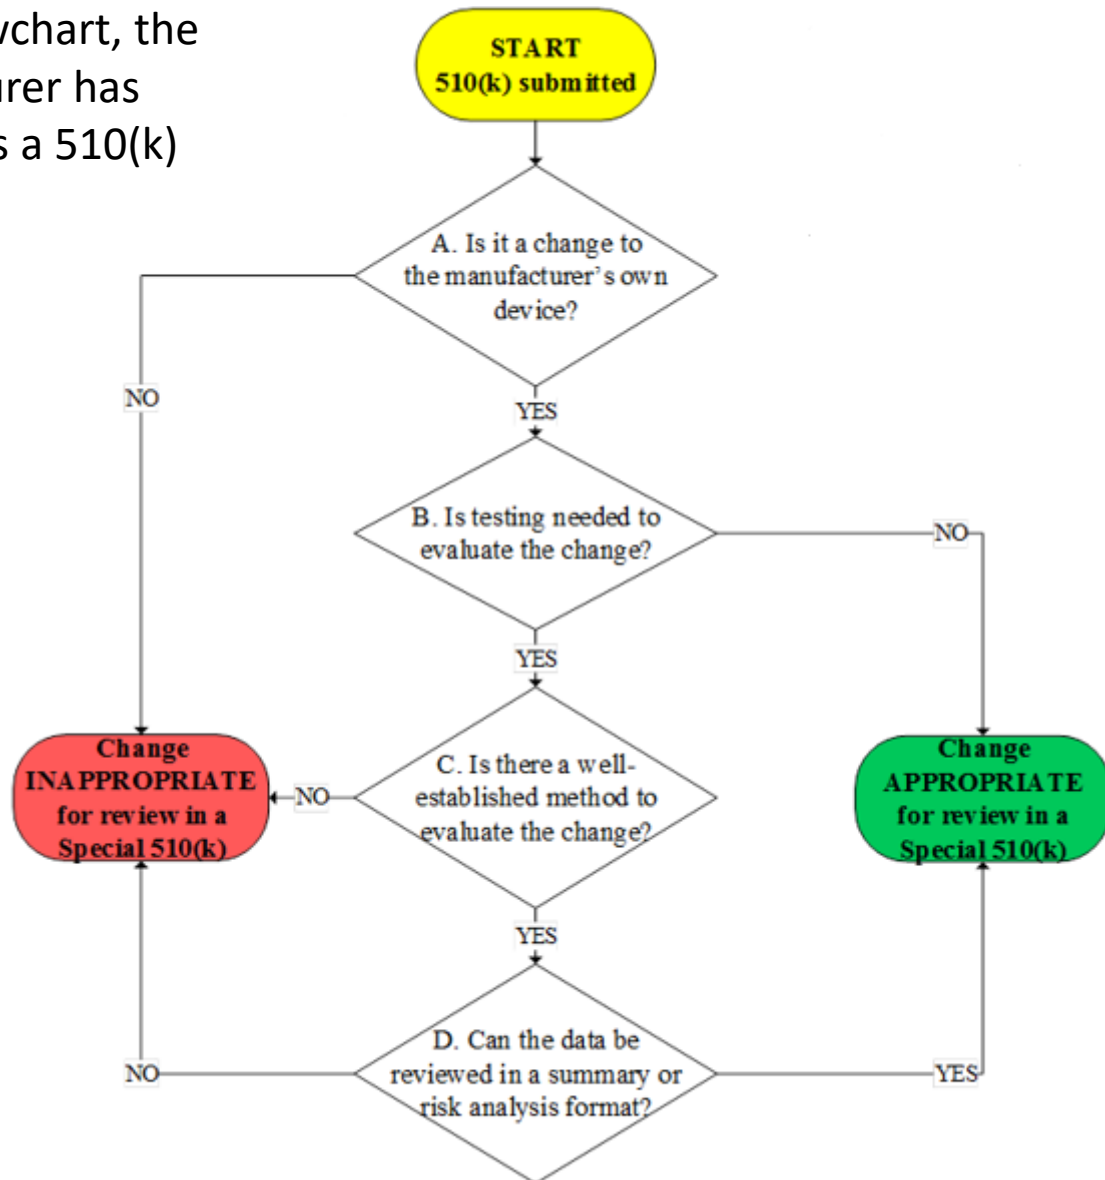 wchart, the
urer has
s a 510(k)
START
510(k) submitted
A. Is it a change to
the manufacturer's own
device?
NO
YES
B. Is testing needed to
evaluate the change?
NO
YES
Change
INAPPROPRIATE
for review in a
Special 510(k)
NO
C. Is there a well-
established method to
evaluate the change?
Change
APPROPRIATE
for review in a
Special 510(k)
YES
D. Can the data be
reviewed in a summary or
risk analysis format?
NO
YES